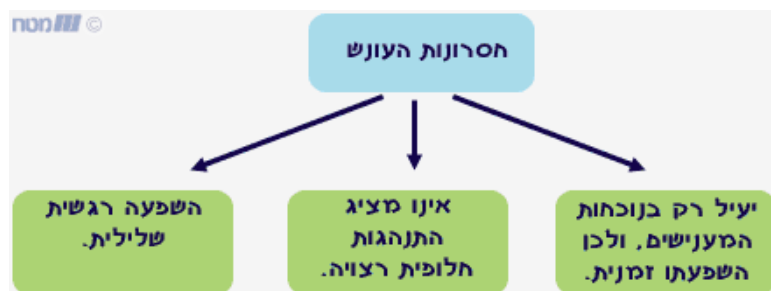 © מטח
חסרונות העונש
יעיל רק בנוכחות
המענישים, ולכן
השפעתו זמנית.
אינו מציג
התנהגות
חלופית רצויה.
השפעה רגשית
שלילית.